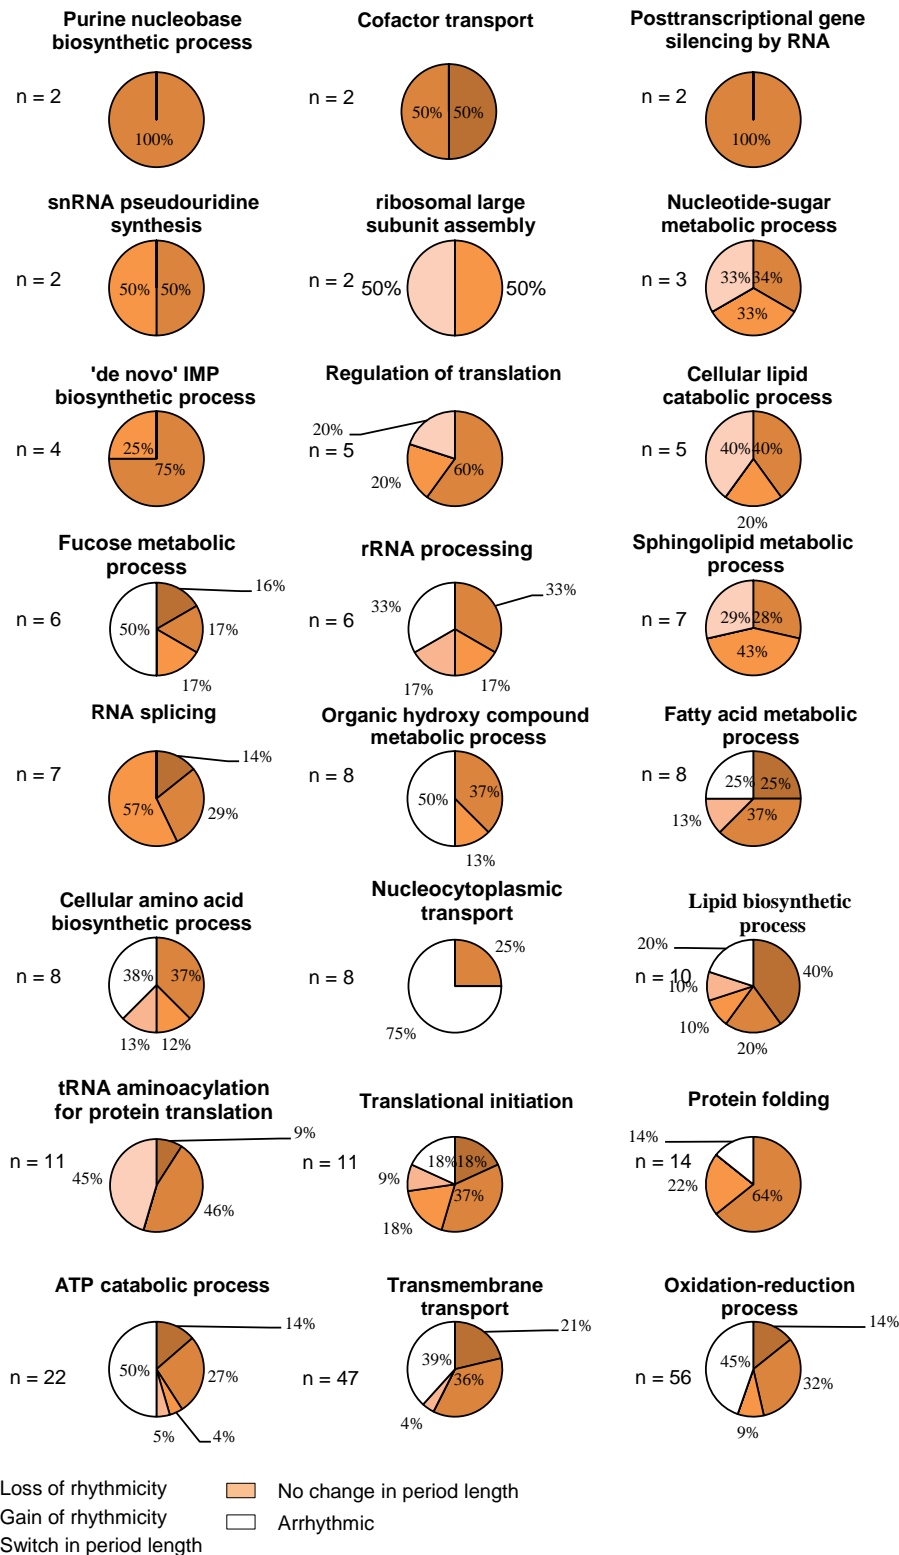 Purine nucleobase
biosynthetic process
n = 2
100%
Cofactor transport
n = 2
50%
50%
Posttranscriptional gene
silencing by RNA
n = 2
100%
snRNA pseudouridine
synthesis
n = 2
50%
50%
ribosomal large
subunit assembly
n = 2
50%
50%
Nucleotide-sugar
metabolic process
n = 3
33%
34%
33%
'de novo' IMP
biosynthetic process
n = 4
25%
75%
Regulation of translation
20%
n = 5
20%
60%
Cellular lipid
catabolic process
n = 5
40%
40%
20%
Fucose metabolic
process
16%
n = 6
50%
17%
17%
rRNA processing
33%
33%
n = 6
17%
17%
Sphingolipid metabolic
process
n = 7
29%
28%
43%
RNA splicing
14%
n = 7
57%
29%
Organic hydroxy compound
metabolic process
n = 8
50%
37%
13%
Fatty acid metabolic
process
n = 8
25%
25%
13%
37%
Cellular amino acid
biosynthetic process
n = 8
38%
37%
13%
12%
Nucleocytoplasmic
transport
25%
n = 8
75%
Lipid biosynthetic
process
20%
n = 10
40%
10%
10%
20%
tRNA aminoacylation
for protein translation
9%
n = 11
45%
46%
Translational initiation
n = 11
18%
18%
9%
37%
18%
Protein folding
14%
n = 14
22%
64%
ATP catabolic process
14%
n = 22
50%
27%
5%
4%
Transmembrane
transport
21%
n = 47
39%
36%
4%
Oxidation-reduction
process
14%
n = 56
45%
32%
9%
Loss of rhythmicity
No change in period length
Gain of rhythmicity
Arrhythmic
Switch in period length